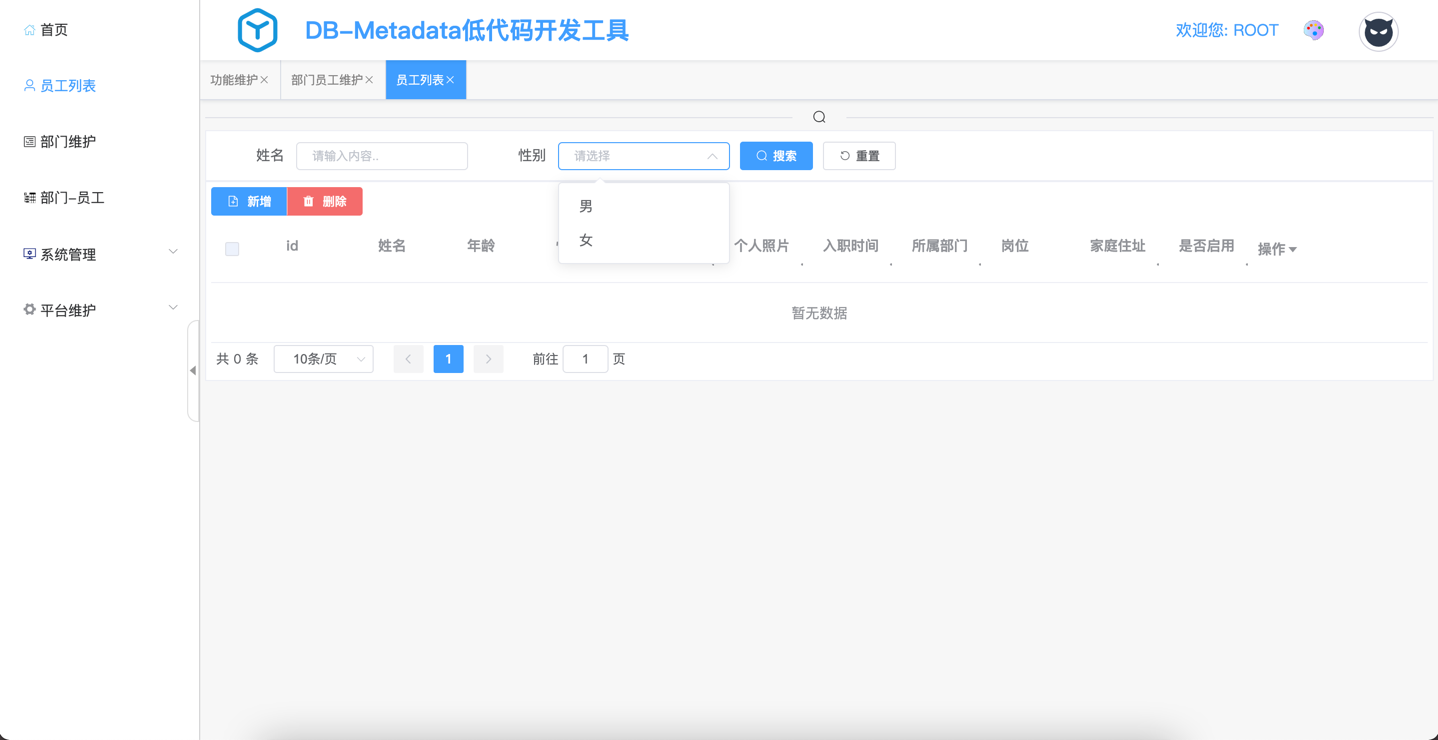 首页
员工列表
部门维护
部门-员工
系统管理
平台维护
DB-Metadata低代码开发工具
欢迎您: ROOT
功能维护 部门员工维护 员工列表
姓名 请输入内容.. 性别 请选择 搜索 重置
男
女
新增 删除
id 姓名 年龄 个人照片 入职时间 所属部门 岗位 家庭住址 是否启用 操作
暂无数据
共 0 条 10条/页 1 前往 1 页